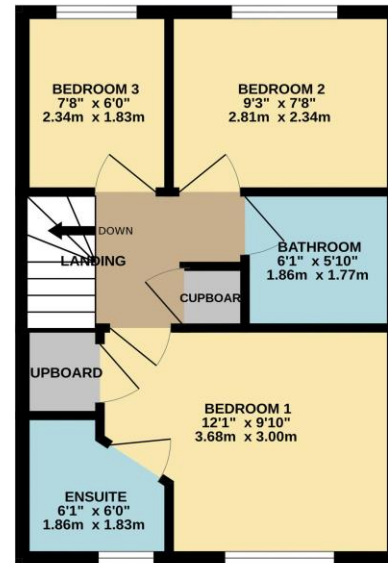 BEDROOM 3
7'8" x 6'0"
2.34m x 1.83m
BEDROOM 2
9'3" x 7'8"
2.81m x 2.34m
DOWN
LANDING
BATHROOM
6'1" x 5'10"
1.86m x 1.77m
CUPBOAR
UPBOARD
BEDROOM 1
12'1" x 9'10"
3.68m x 3.00m
ENSUITE
6'1" x 6'0"
1.86m x 1.83m